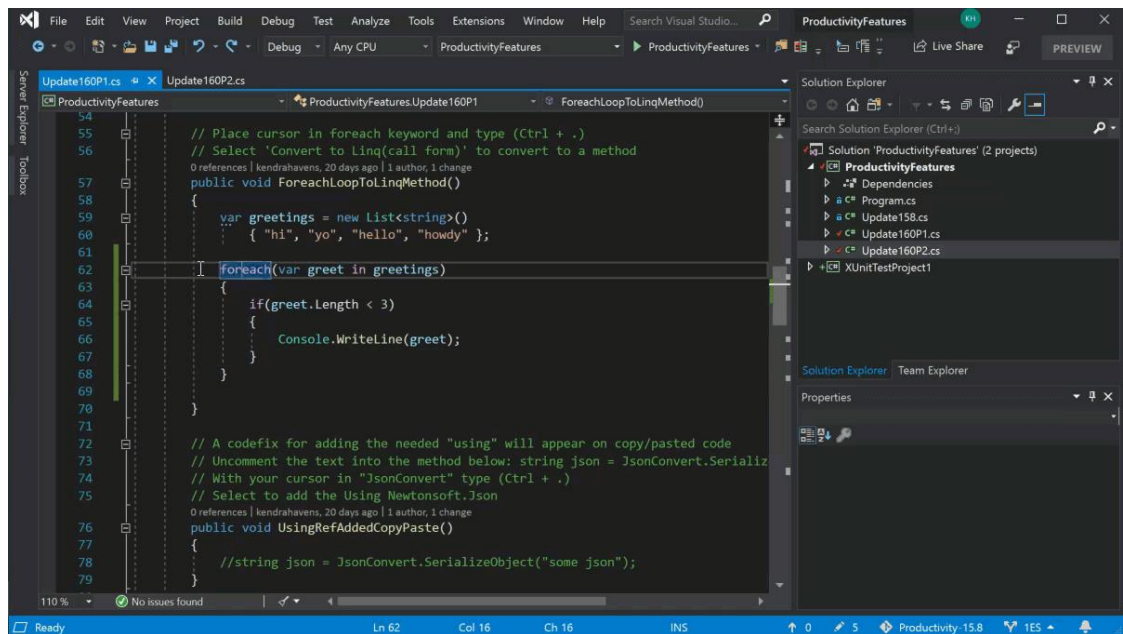 File Edit View Project Build Debug Test Analyze Tools Extensions Window Help Search Visual Studio... ProductivityFeatures KH
Debug Any CPU ProductivityFeatures ProductivityFeatures Live Share PREVIEW
Server Explorer
Toolbox
Update160P1.cs Update160P2.cs
ProductivityFeatures ProductivityFeatures.Update160P1 ForeachLoopToLinqMethod()
54
55 // Place cursor in foreach keyword and type (Ctrl + .)
56 // Select 'Convert to Linq(call form)' to convert to a method
0 references | kendrahavens, 20 days ago | 1 author, 1 change
57 public void ForeachLoopToLinqMethod()
58 {
59 var greetings = new List<string>()
60 { "hi", "yo", "hello", "howdy" };
61
62 foreach(var greet in greetings)
63 {
64 if(greet.Length < 3)
65 {
66 Console.WriteLine(greet);
67 }
68 }
69
70 }
71
72 // A codefix for adding the needed "using" will appear on copy/pasted code
73 // Uncomment the text into the method below: string json = JsonConvert.Serializ
74 // With your cursor in "JsonConvert" type (Ctrl + .)
75 // Select to add the Using Newtonsoft.Json
0 references | kendrahavens, 20 days ago | 1 author, 1 change
76 public void UsingRefAddedCopyPaste()
77 {
78 //string json = JsonConvert.SerializeObject("some json");
79 }
110 % No issues found
Solution Explorer
Search Solution Explorer (Ctrl+;)
Solution 'ProductivityFeatures' (2 projects)
C# ProductivityFeatures
Dependencies
C# Program.cs
C# Update158.cs
C# Update160P1.cs
C# Update160P2.cs
C# XUnitTestProject1
Solution Explorer Team Explorer
Properties
Ready Ln 62 Col 16 Ch 16 INS 0 5 Productivity-15.8 1ES